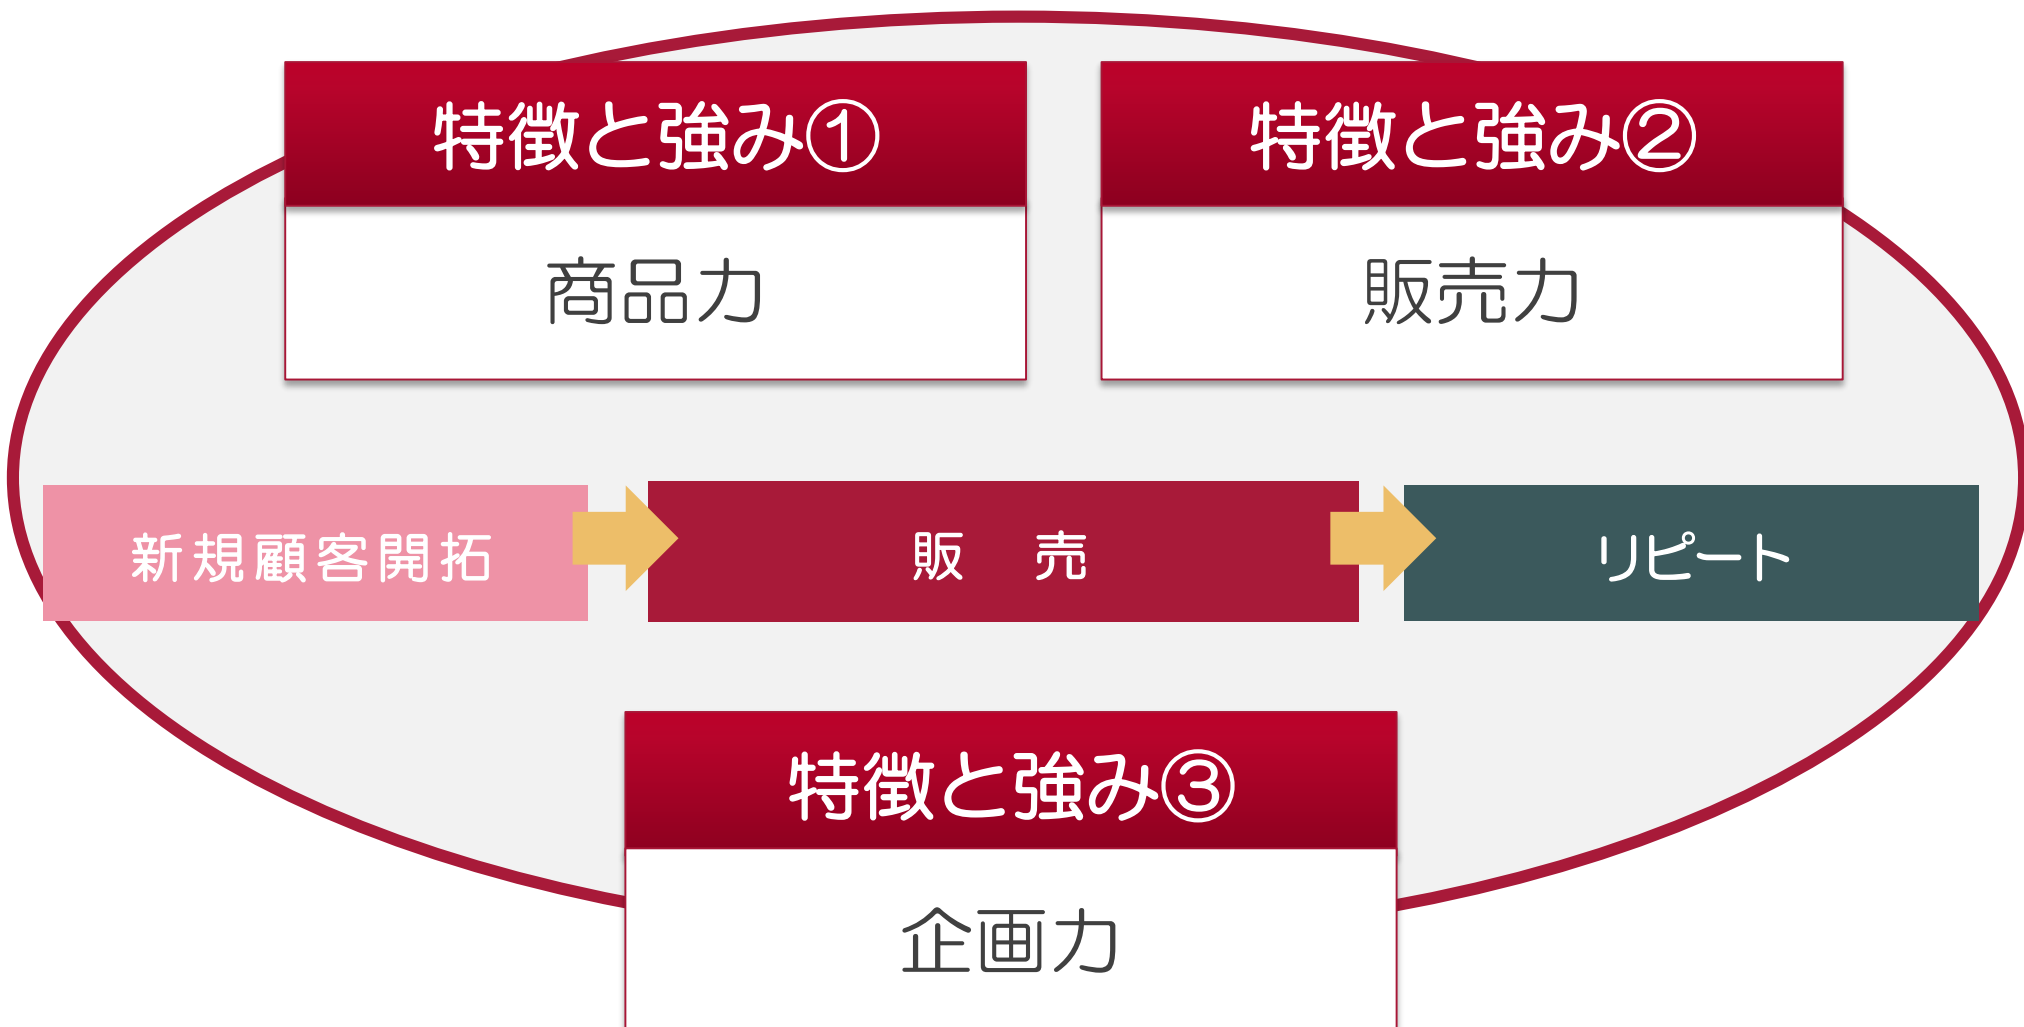 特徴と強み①
商品力
特徴と強み②
販売力
新規顧客開拓
販　売
リピート
特徴と強み③
企画力